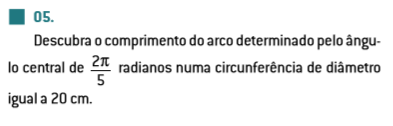 05.
Descubra o comprimento do arco determinado pelo ângu-
lo central de 2π/5 radianos numa circunferência de diâmetro
igual a 20 cm.